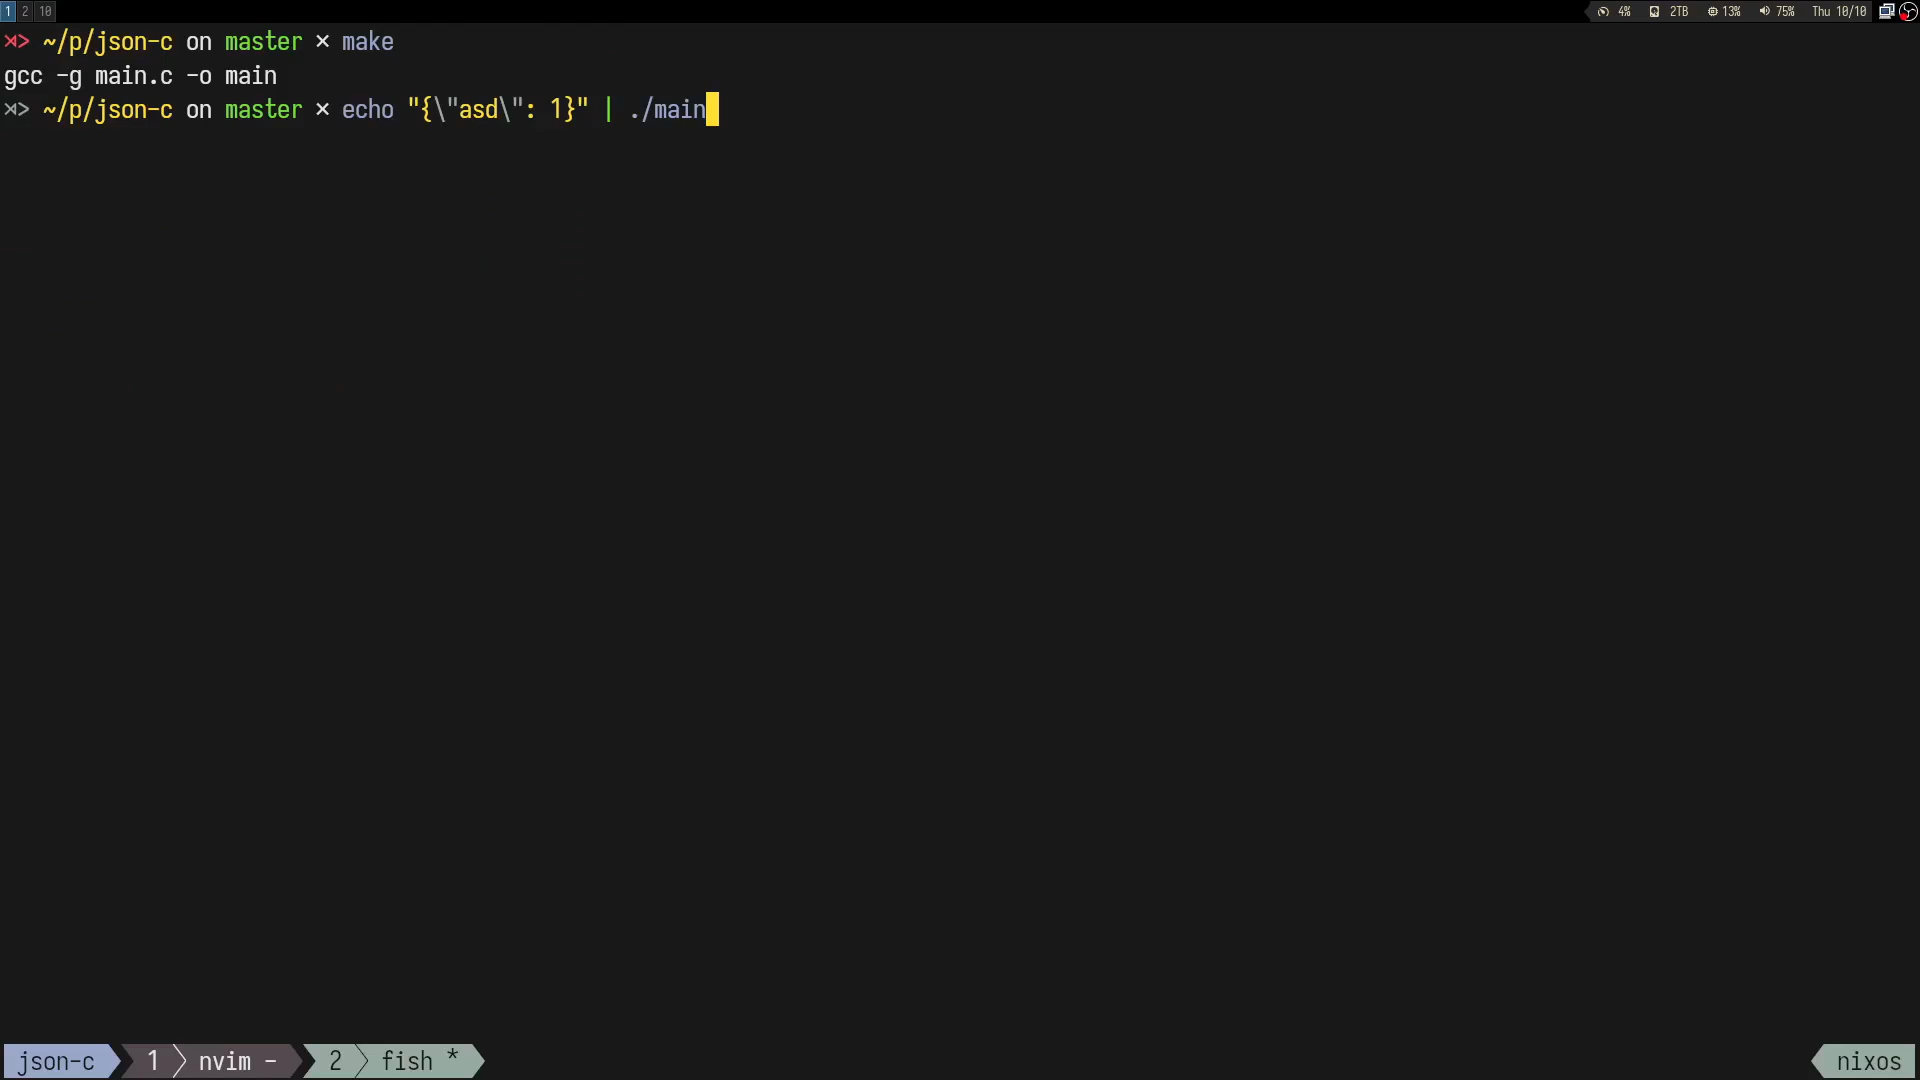 1 2 10 4% 2TB 13% 75% Thu 10/10
~/p/json-c on master × make
gcc -g main.c -o main
~/p/json-c on master × echo "{\"asd\": 1}" | ./main
json-c 1 nvim - 2 fish * nixos